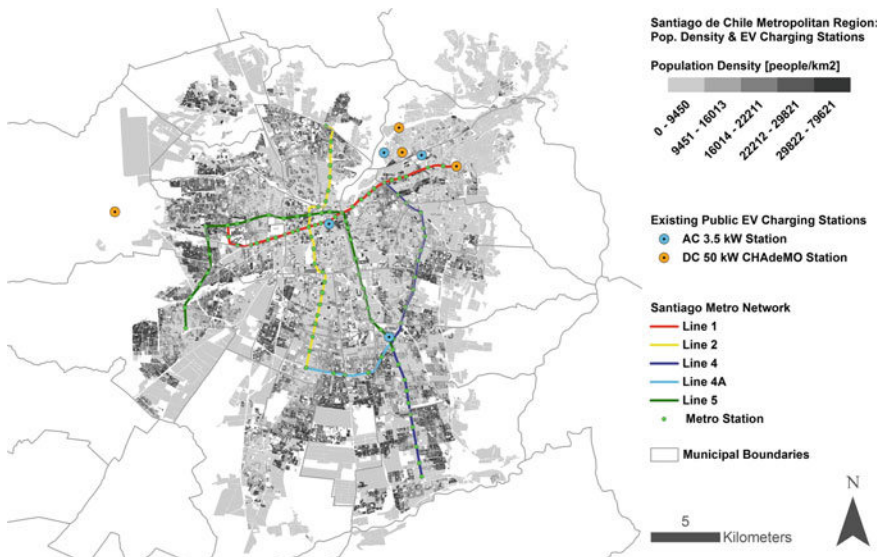 Santiago de Chile Metropolitan Region:
Pop. Density & EV Charging Stations
Population Density [people/km2]
0 - 9450
9451 - 16013
16014 - 22211
22212 - 29821
29822 - 79621
Existing Public EV Charging Stations
AC 3.5 kW Station
DC 50 kW CHAdeMO Station
Santiago Metro Network
Line 1
Line 2
Line 4
Line 4A
Line 5
Metro Station
Municipal Boundaries
N
5
Kilometers